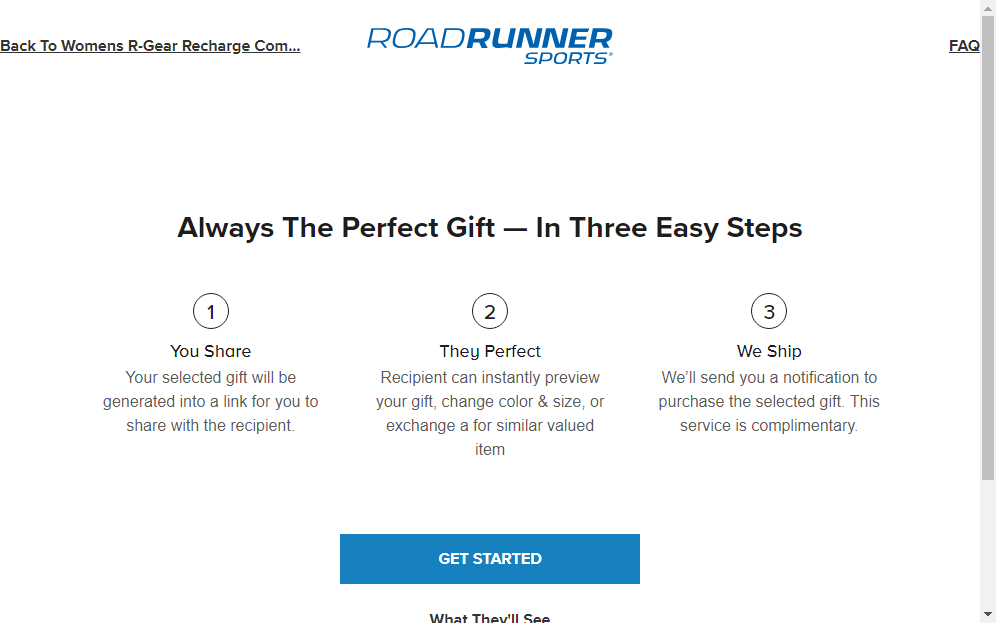 Back To Womens R-Gear Recharge Com...
ROADRUNNER
SPORTS®
FAQ
Always The Perfect Gift — In Three Easy Steps
1
You Share
Your selected gift will be
generated into a link for you to
share with the recipient.
2
They Perfect
Recipient can instantly preview
your gift, change color & size, or
exchange a for similar valued
item
3
We Ship
We’ll send you a notification to
purchase the selected gift. This
service is complimentary.
GET STARTED
What They'll See